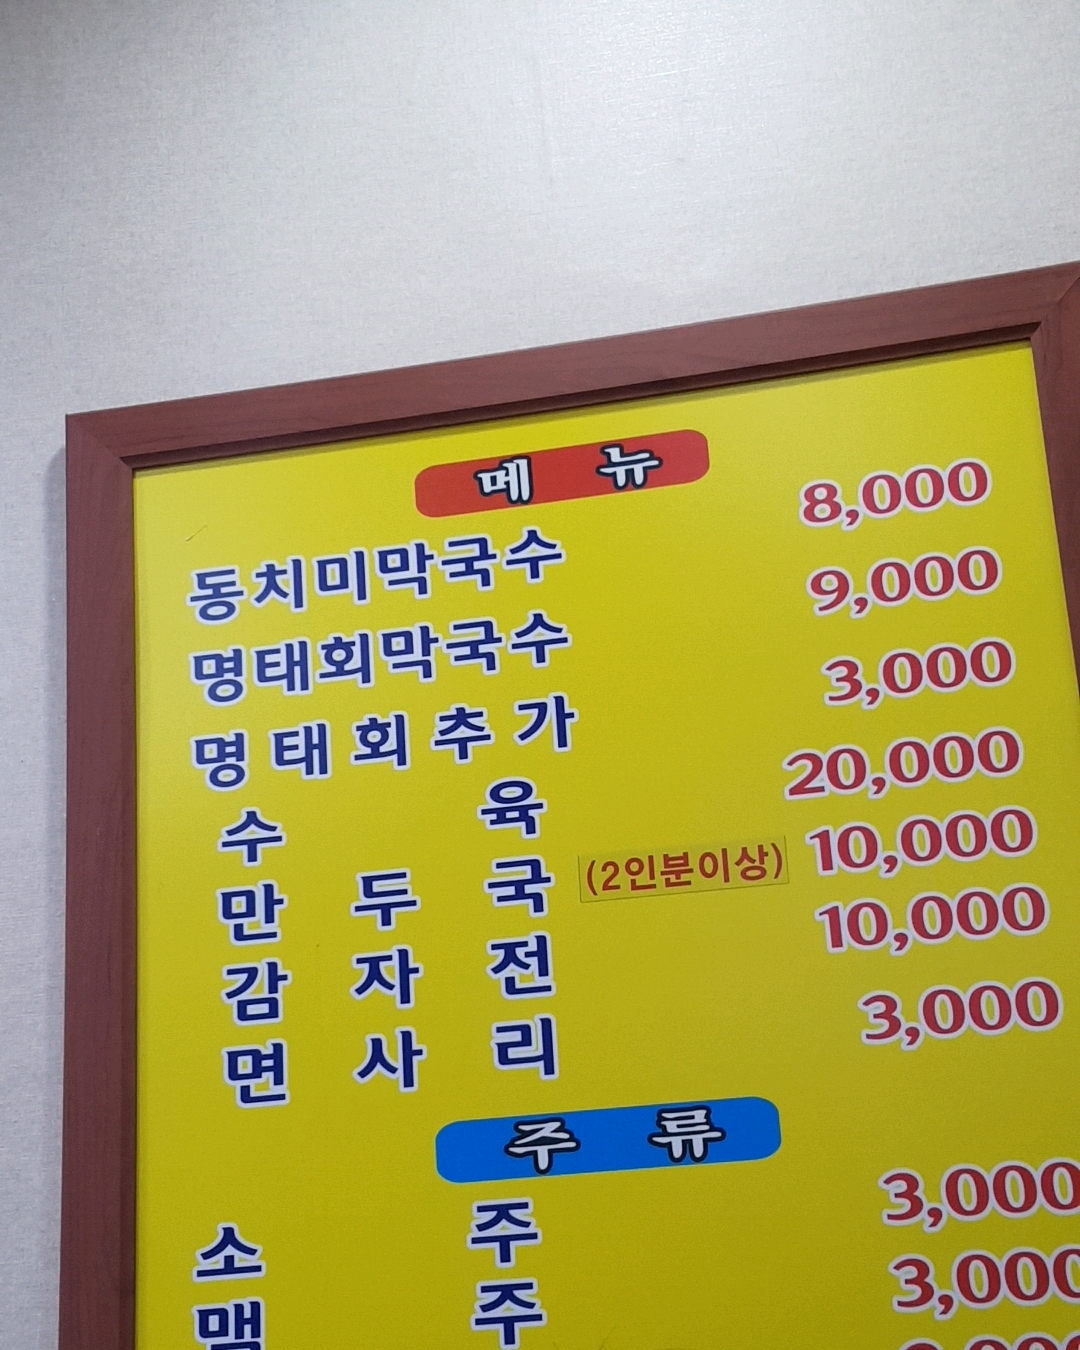 메 뉴
동치미막국수 8,000
명태회막국수 9,000
명태회추가 3,000
수 육 20,000
만 두 국 (2인분이상) 10,000
감 자 전 10,000
면 사 리 3,000
주 류
소 주 3,000
맥 주 3,000